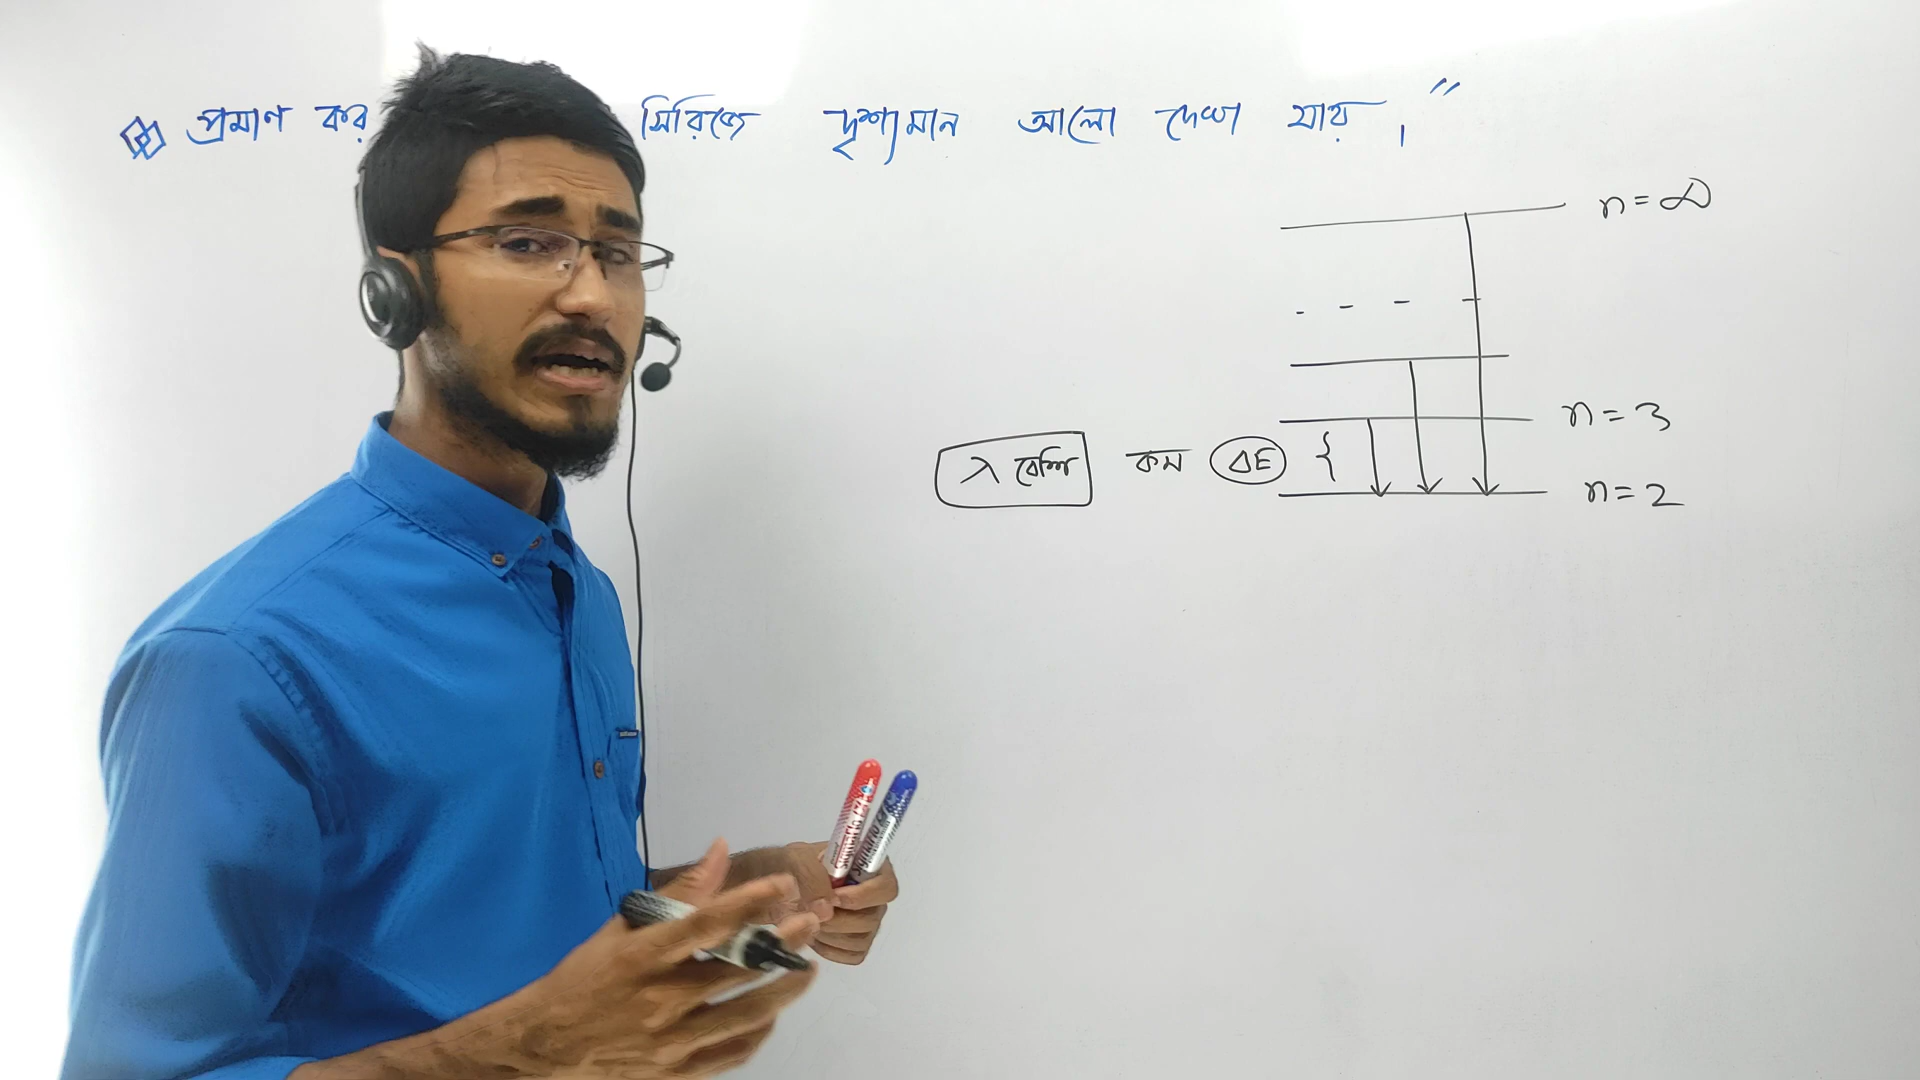 প্রমাণ কর সিরিজে দৃশ্যমান আলো দেখা যায়।"
n = ∞
n = 3
λ বেশি কম ΔE {
n = 2